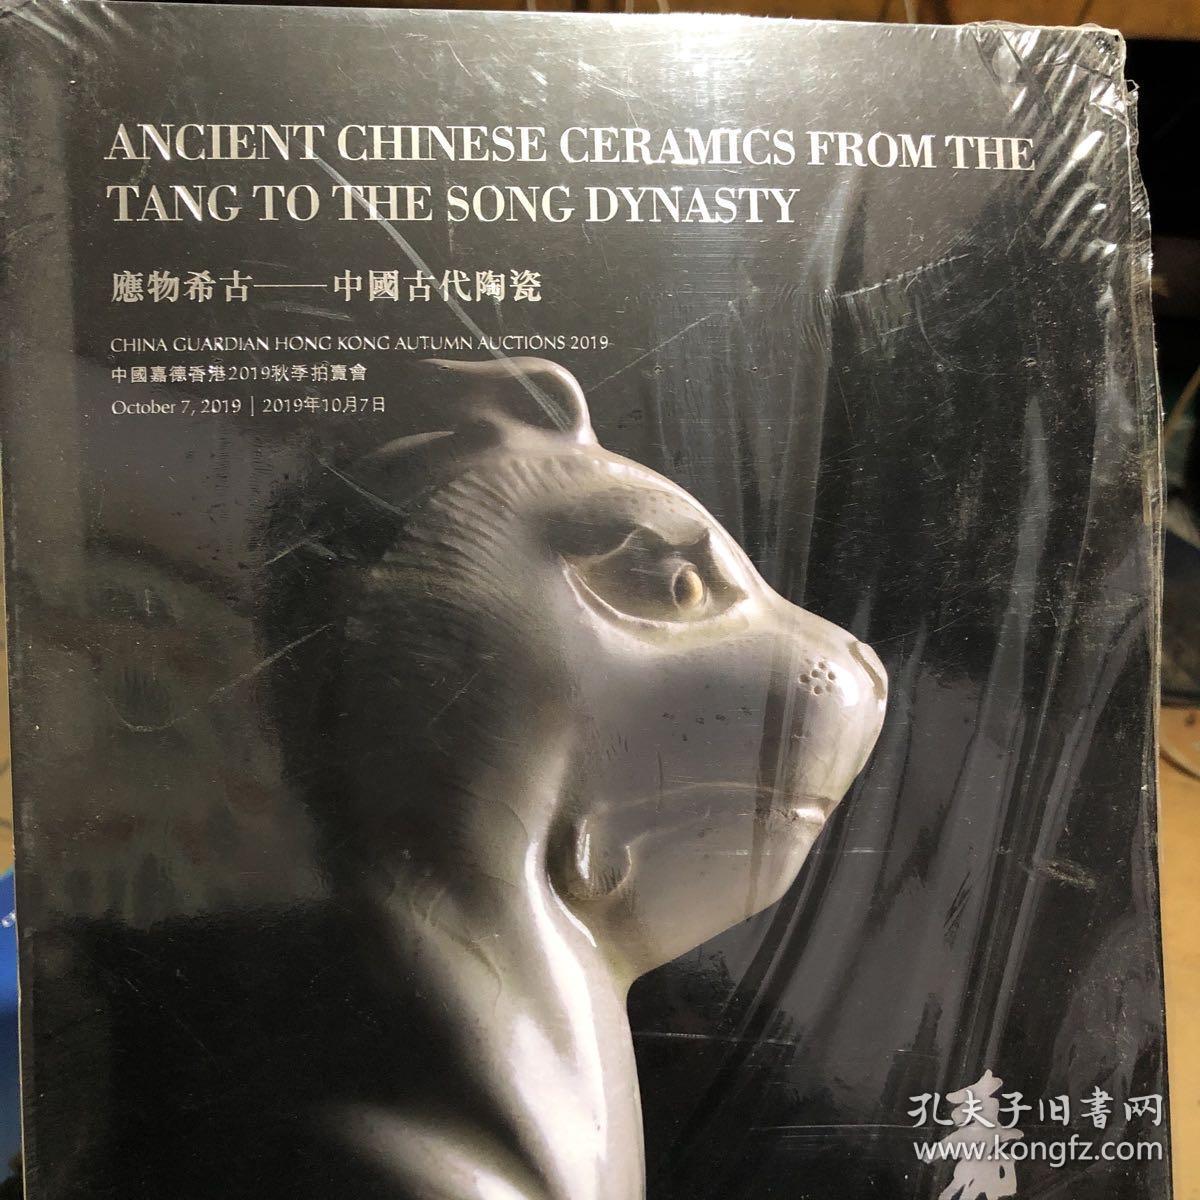 ANCIENT CHINESE CERAMICS FROM THE
TANG TO THE SONG DYNASTY
應物希古——中國古代陶瓷
CHINA GUARDIAN HONG KONG AUTUMN AUCTIONS 2019
中國嘉德香港2019秋季拍賣會
October 7, 2019 | 2019年10月7日
孔夫子旧書网
www.kongfz.com